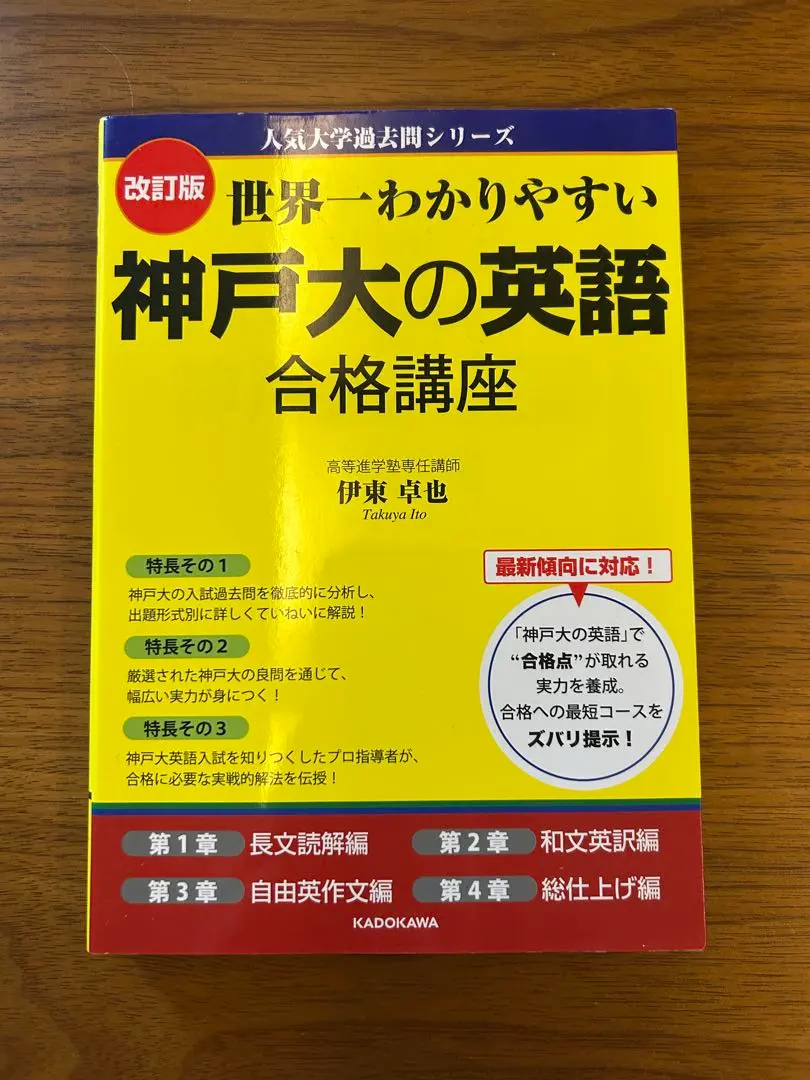 人気大学過去問シリーズ
改訂版
世界一わかりやすい
神戸大の英語
合格講座
高等進学塾専任講師
伊東 卓也
Takuya Ito
特長その1
神戸大の入試過去問を徹底的に分析し、
出題形式別に詳しくていねいに解説！
特長その2
厳選された神戸大の良問を通じて、
幅広い実力が身につく！
特長その3
神戸大英語入試を知りつくしたプロ指導者が、
合格に必要な実戦的解法を伝授！
最新傾向に対応！
「神戸大の英語」で
“合格点”が取れる
実力を養成。
合格への最短コースを
ズバリ提示！
第1章 長文読解編
第2章 和文英訳編
第3章 自由英作文編
第4章 総仕上げ編
KADOKAWA